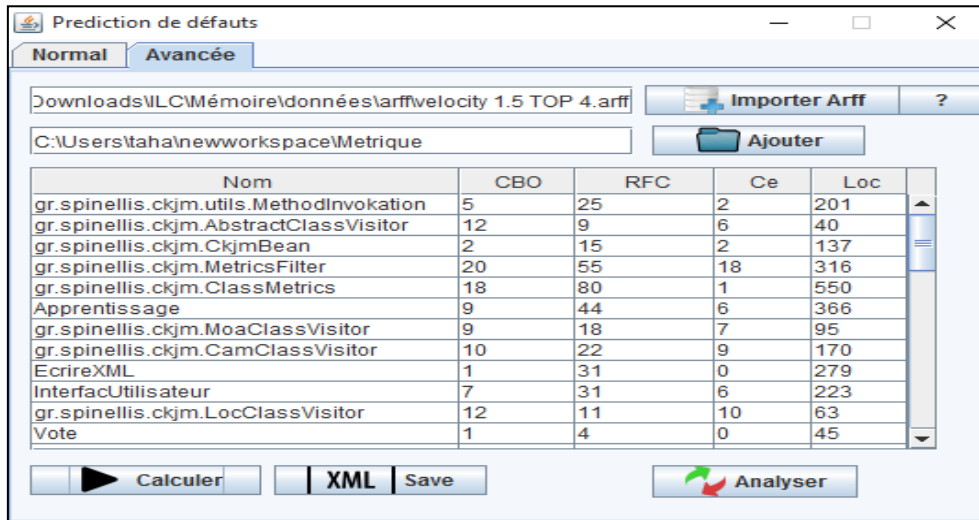 Prediction de défauts
Normal Avancée
Downloads\ILC\Mémoire\données\arff\velocity 1.5 TOP 4.arff Importer Arff ?
C:\Users\taha\newworkspace\Metrique Ajouter
Nom CBO RFC Ce Loc
gr.spinellis.ckjm.utils.MethodInvokation 5 25 2 201
gr.spinellis.ckjm.AbstractClassVisitor 12 9 6 40
gr.spinellis.ckjm.CkjmBean 2 15 2 137
gr.spinellis.ckjm.MetricsFilter 20 55 18 316
gr.spinellis.ckjm.ClassMetrics 18 80 1 550
Apprentissage 9 44 6 366
gr.spinellis.ckjm.MoaClassVisitor 9 18 7 95
gr.spinellis.ckjm.CamClassVisitor 10 22 9 170
EcrireXML 1 31 0 279
InterfacUtilisateur 7 31 6 223
gr.spinellis.ckjm.LocClassVisitor 12 11 10 63
Vote 1 4 0 45
Calculer XML Save Analyser